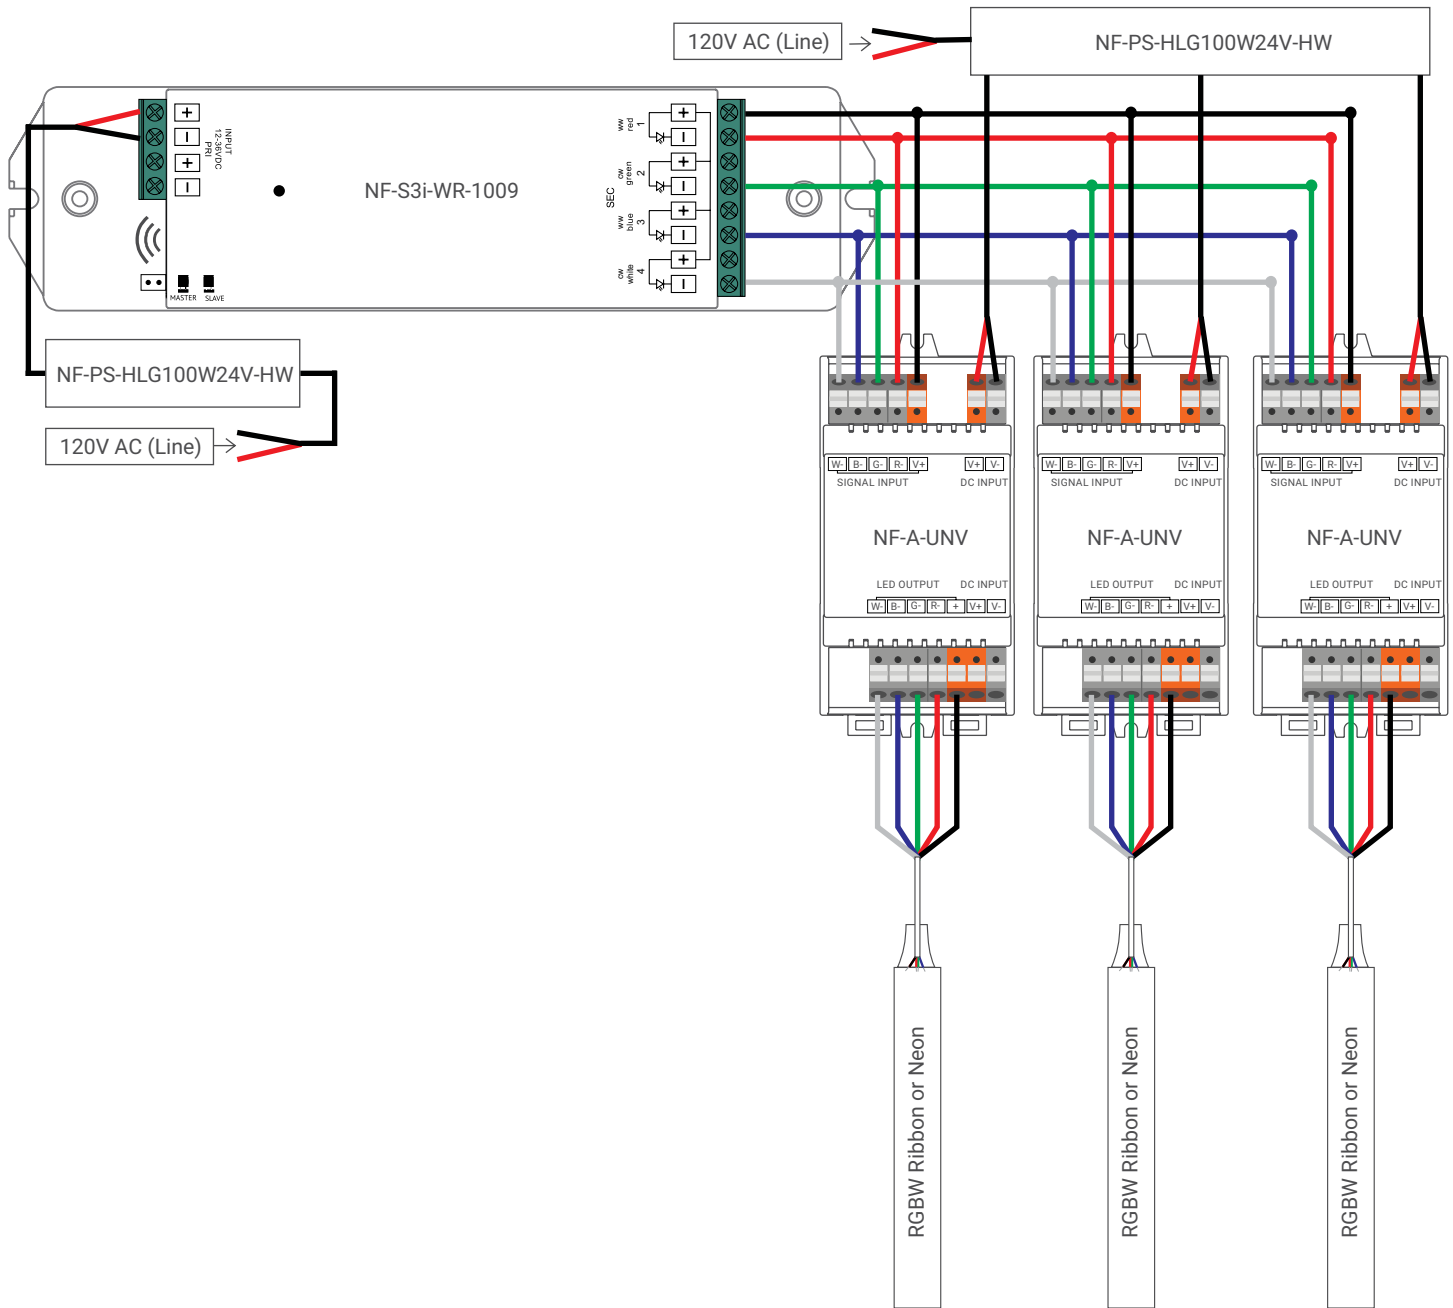 120V AC (Line)
NF-PS-HLG100W24V-HW
+
−
+
−
INPUT
12-36VDC
PRI
NF-S3i-WR-1009
MASTER
SLAVE
SEC
ww
red
1
+
−
cw
green
2
+
−
ww
blue
3
+
−
cw
white
4
+
−
NF-PS-HLG100W24V-HW
120V AC (Line)
W- B- G- R- V+ V+ V-
SIGNAL INPUT DC INPUT
NF-A-UNV
LED OUTPUT DC INPUT
W- B- G- R- + V+ V-
RGBW Ribbon or Neon
W- B- G- R- V+ V+ V-
SIGNAL INPUT DC INPUT
NF-A-UNV
LED OUTPUT DC INPUT
W- B- G- R- + V+ V-
RGBW Ribbon or Neon
W- B- G- R- V+ V+ V-
SIGNAL INPUT DC INPUT
NF-A-UNV
LED OUTPUT DC INPUT
W- B- G- R- + V+ V-
RGBW Ribbon or Neon